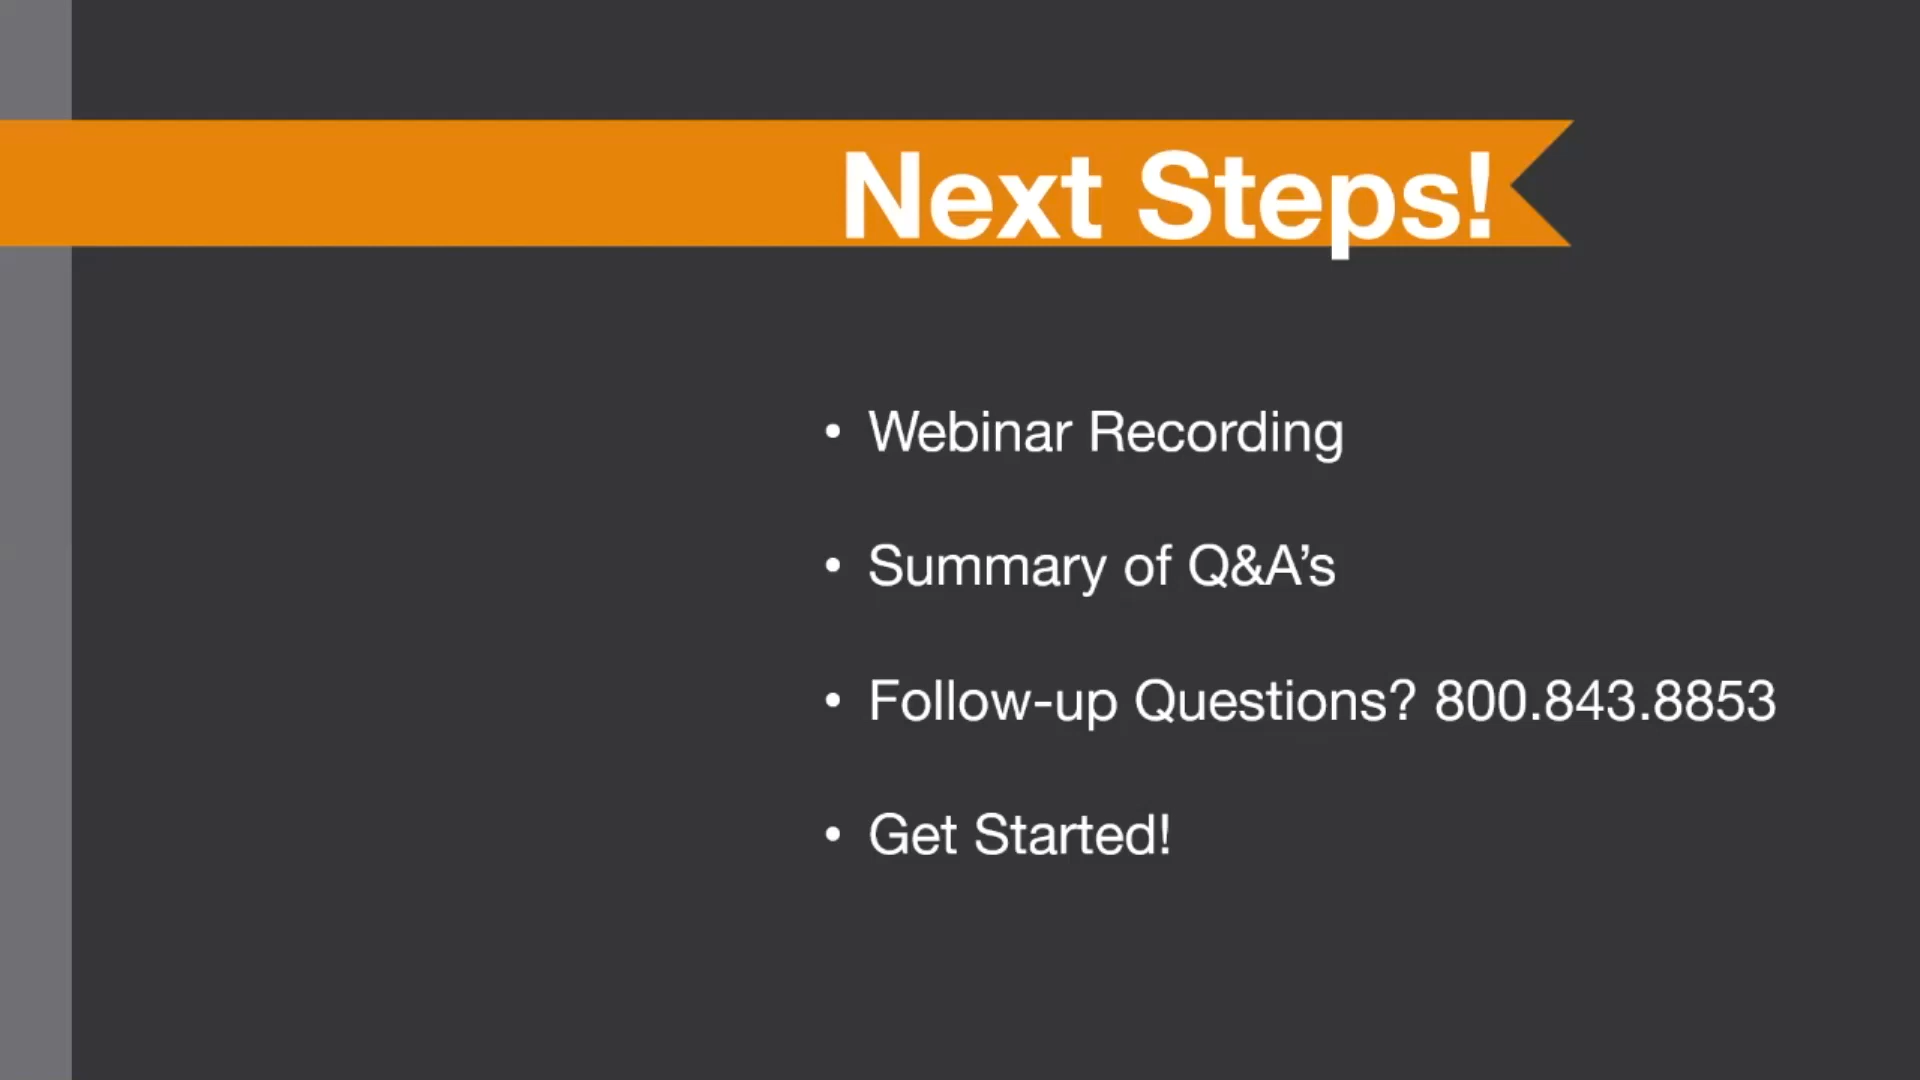 Next Steps!
• Webinar Recording
• Summary of Q&A’s
• Follow-up Questions? 800.843.8853
• Get Started!